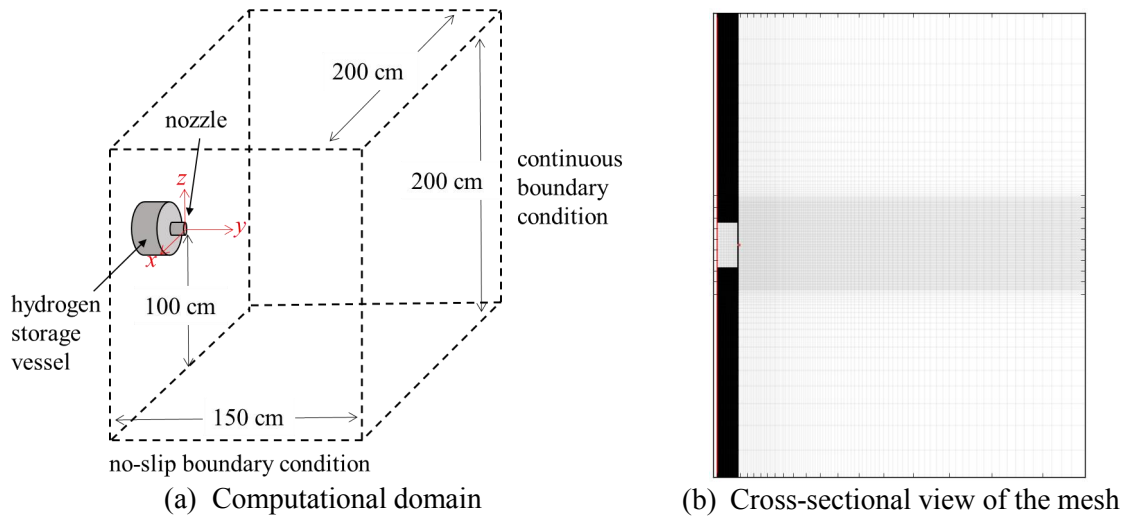 200 cm
nozzle
z
200 cm
continuous
boundary
condition
y
x
hydrogen
storage
vessel
100 cm
150 cm
no-slip boundary condition
(a) Computational domain
(b) Cross-sectional view of the mesh